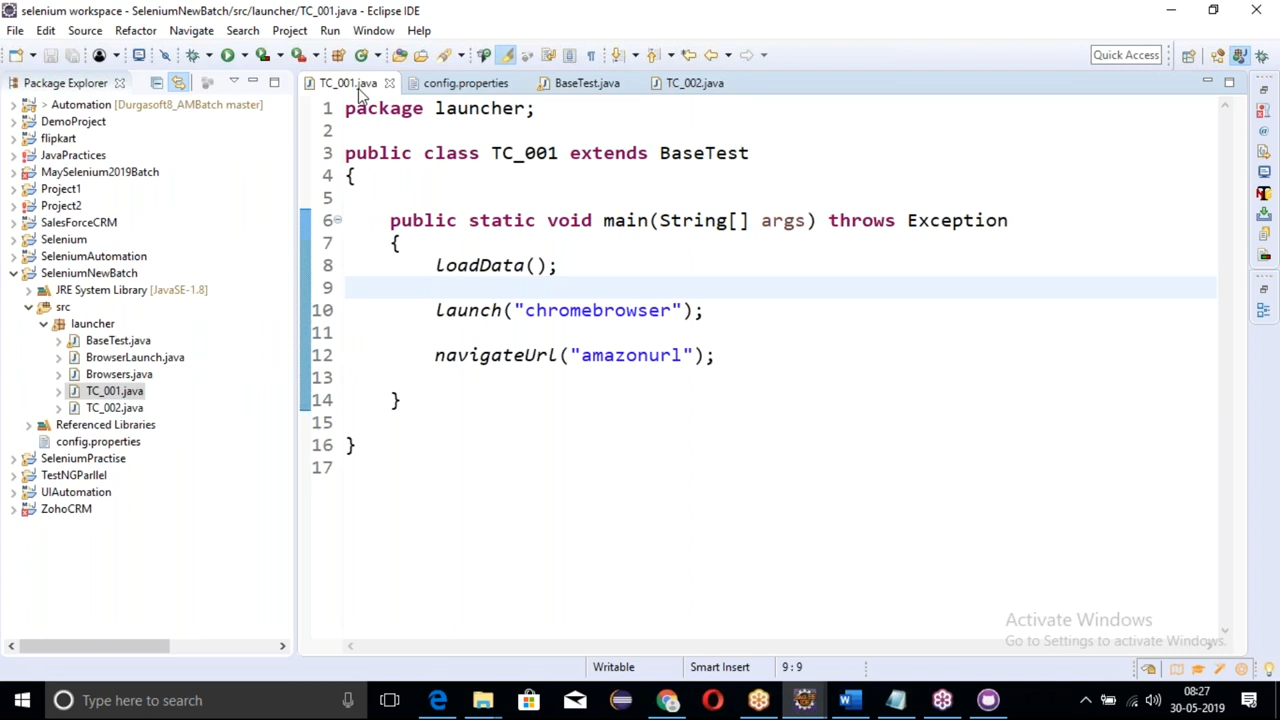 selenium workspace - SeleniumNewBatch/src/launcher/TC_001.java - Eclipse IDE
File Edit Source Refactor Navigate Search Project Run Window Help
Quick Access
Package Explorer
TC_001.java config.properties BaseTest.java TC_002.java
> Automation [Durgasoft8_AMBatch master]
DemoProject
flipkart
JavaPractices
MaySelenium2019Batch
Project1
Project2
SalesForceCRM
Selenium
SeleniumAutomation
SeleniumNewBatch
JRE System Library [JavaSE-1.8]
src
launcher
BaseTest.java
BrowserLaunch.java
Browsers.java
TC_001.java
TC_002.java
Referenced Libraries
config.properties
SeleniumPractise
TestNGParllel
UIAutomation
ZohoCRM
1 package launcher;
2
3 public class TC_001 extends BaseTest
4 {
5
6 public static void main(String[] args) throws Exception
7 {
8 loadData();
9
10 launch("chromebrowser");
11
12 navigateUrl("amazonurl");
13
14 }
15
16 }
17
Activate Windows
Go to Settings to activate Windows.
Writable Smart Insert 9 : 9
Type here to search
08:27
30-05-2019